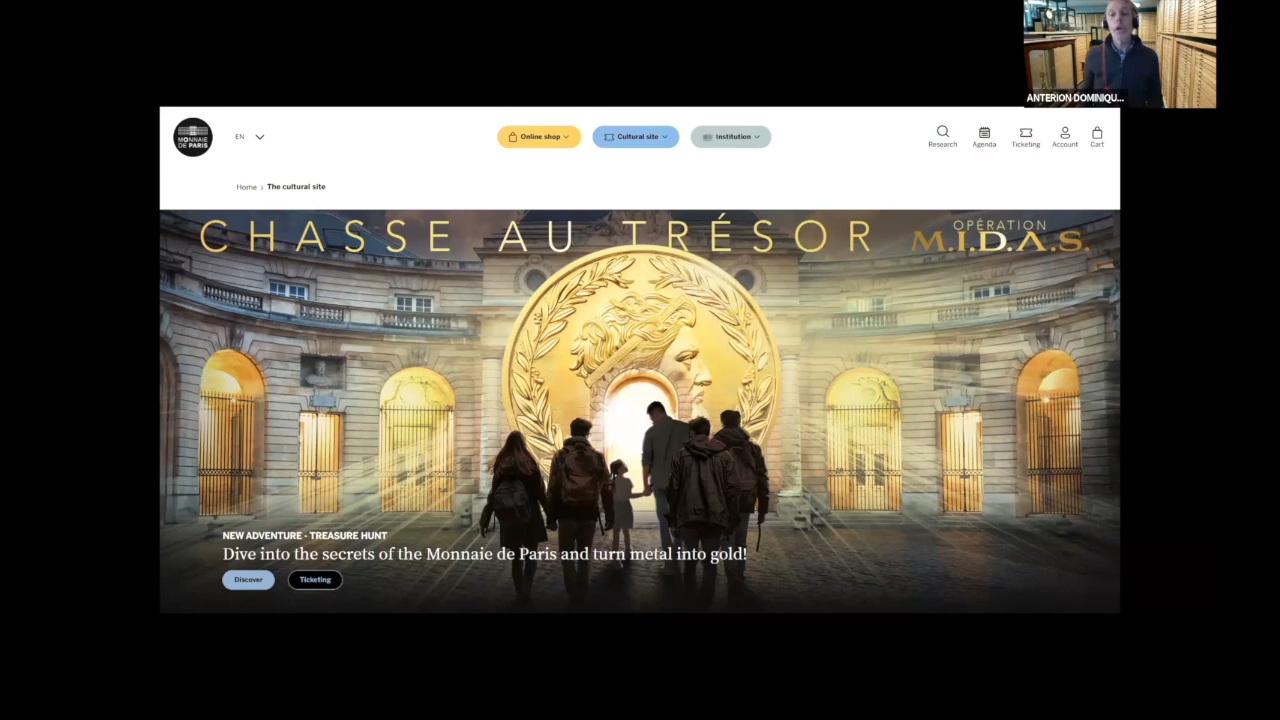 ANTERION DOMINIQU...
MONNAIE
DE PARIS
EN
Online shop
Cultural site
Institution
Research
Agenda
Ticketing
Account
Cart
Home › The cultural site
CHASSE AU TRÉSOR
OPÉRATION
M.I.D.A.S.
NEW ADVENTURE - TREASURE HUNT
Dive into the secrets of the Monnaie de Paris and turn metal into gold!
Discover
Ticketing